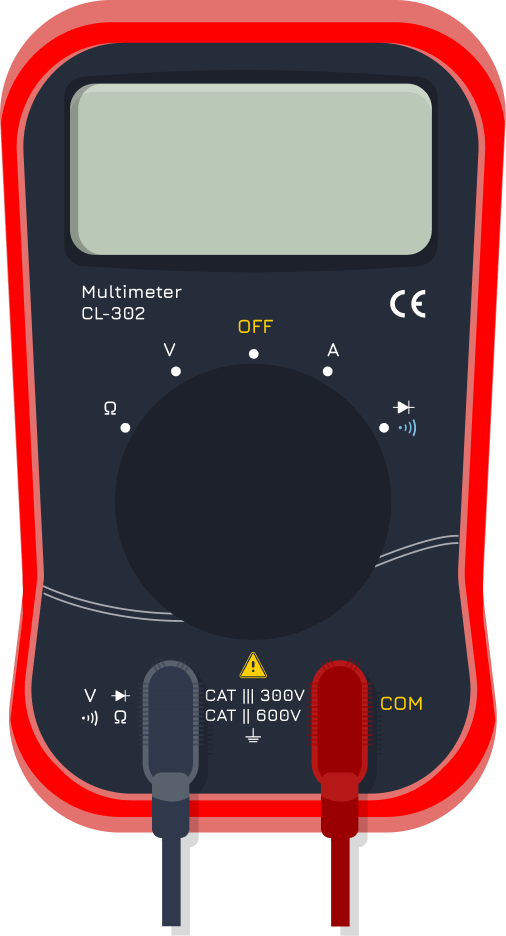 Multimeter
CL-302
CE
OFF
V
A
Ω
V
Ω
CAT ||| 300V
CAT || 600V
COM